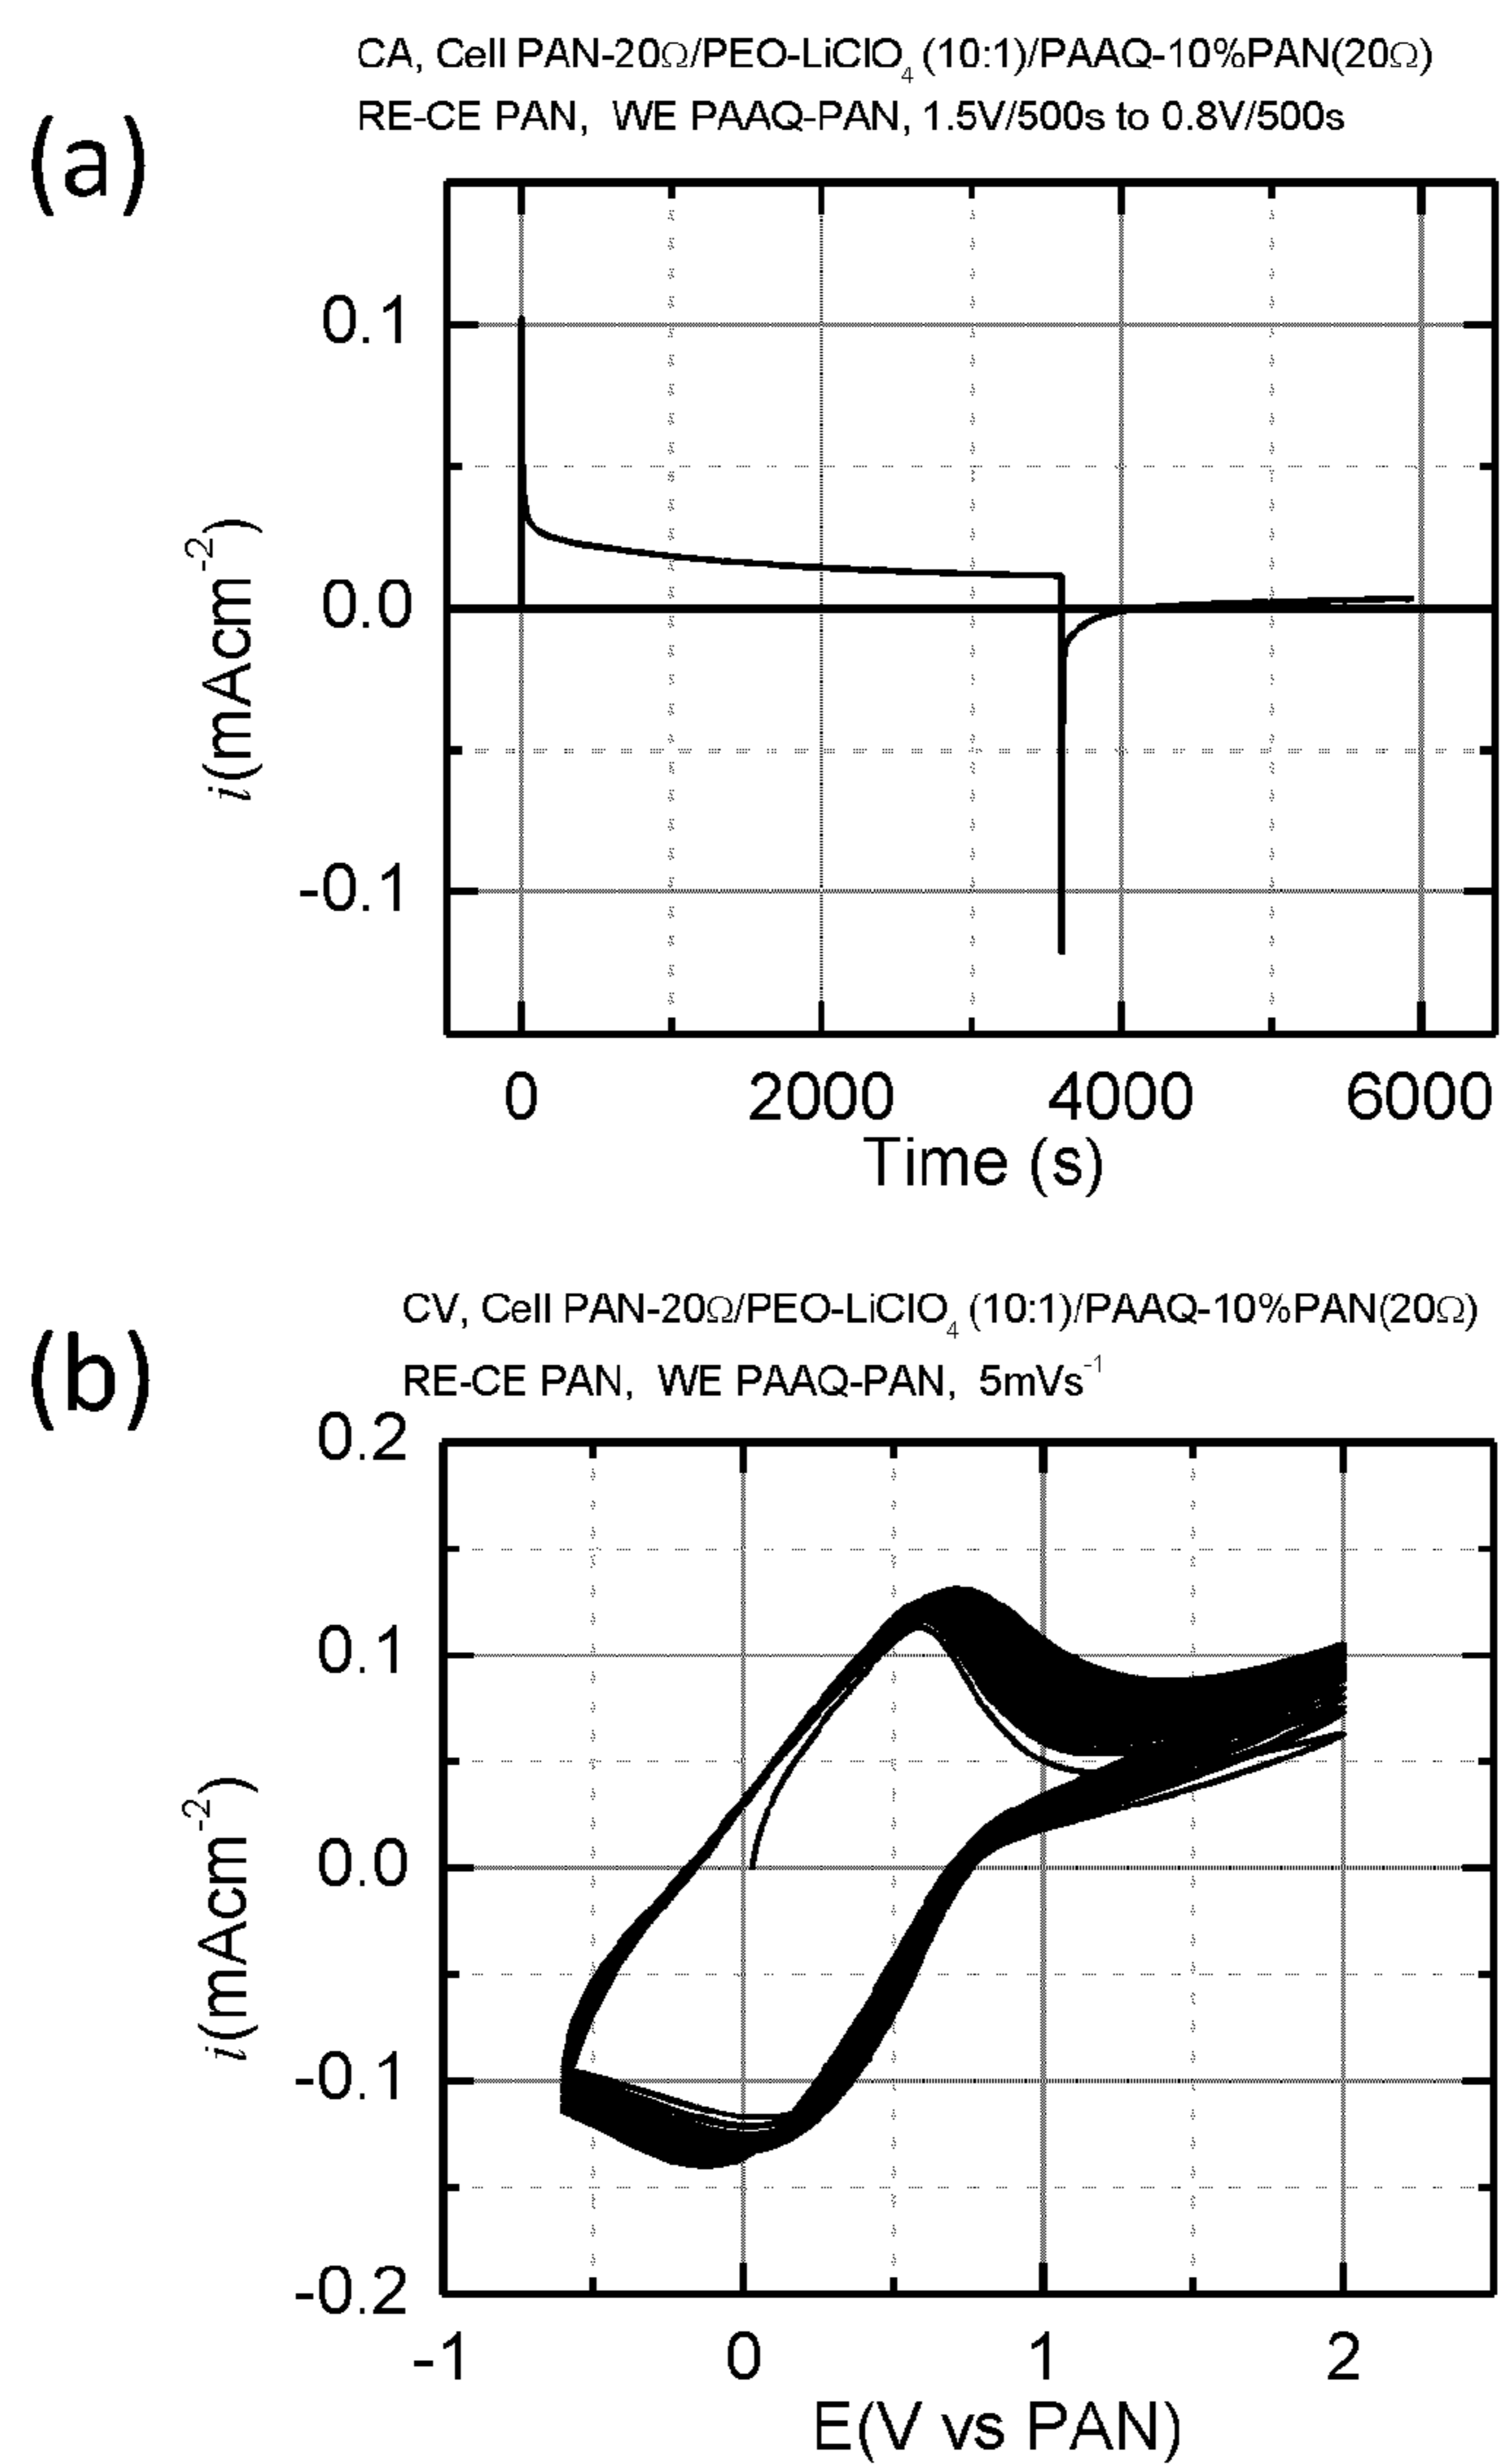 CA, Cell PAN-20Ω/PEO-LiClO4 (10:1)/PAAQ-10%PAN(20Ω)
RE-CE PAN, WE PAAQ-PAN, 1.5V/500s to 0.8V/500s
(a)
0.1
0.0
-0.1
i(mAcm-2)
0 2000 4000 6000
Time (s)
CV, Cell PAN-20Ω/PEO-LiClO4 (10:1)/PAAQ-10%PAN(20Ω)
(b)
RE-CE PAN, WE PAAQ-PAN, 5mVs-1
0.2
0.1
0.0
-0.1
-0.2
i(mAcm-2)
-1 0 1 2
E(V vs PAN)